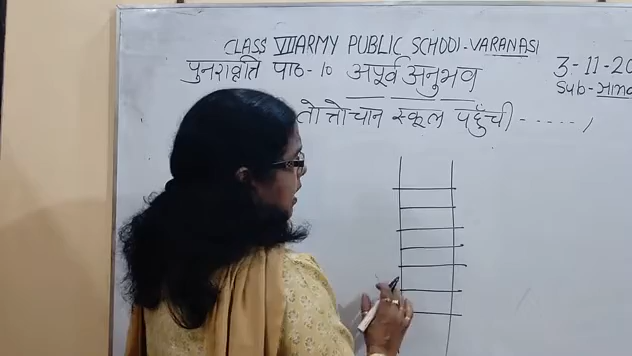 CLASS VII ARMY PUBLIC SCHOOL-VARANASI
पुनरावृति पाठ-10 अपूर्व अनुभव
3-11-20
Sub-
तोत्तोचान स्कूल पहुँची -----,